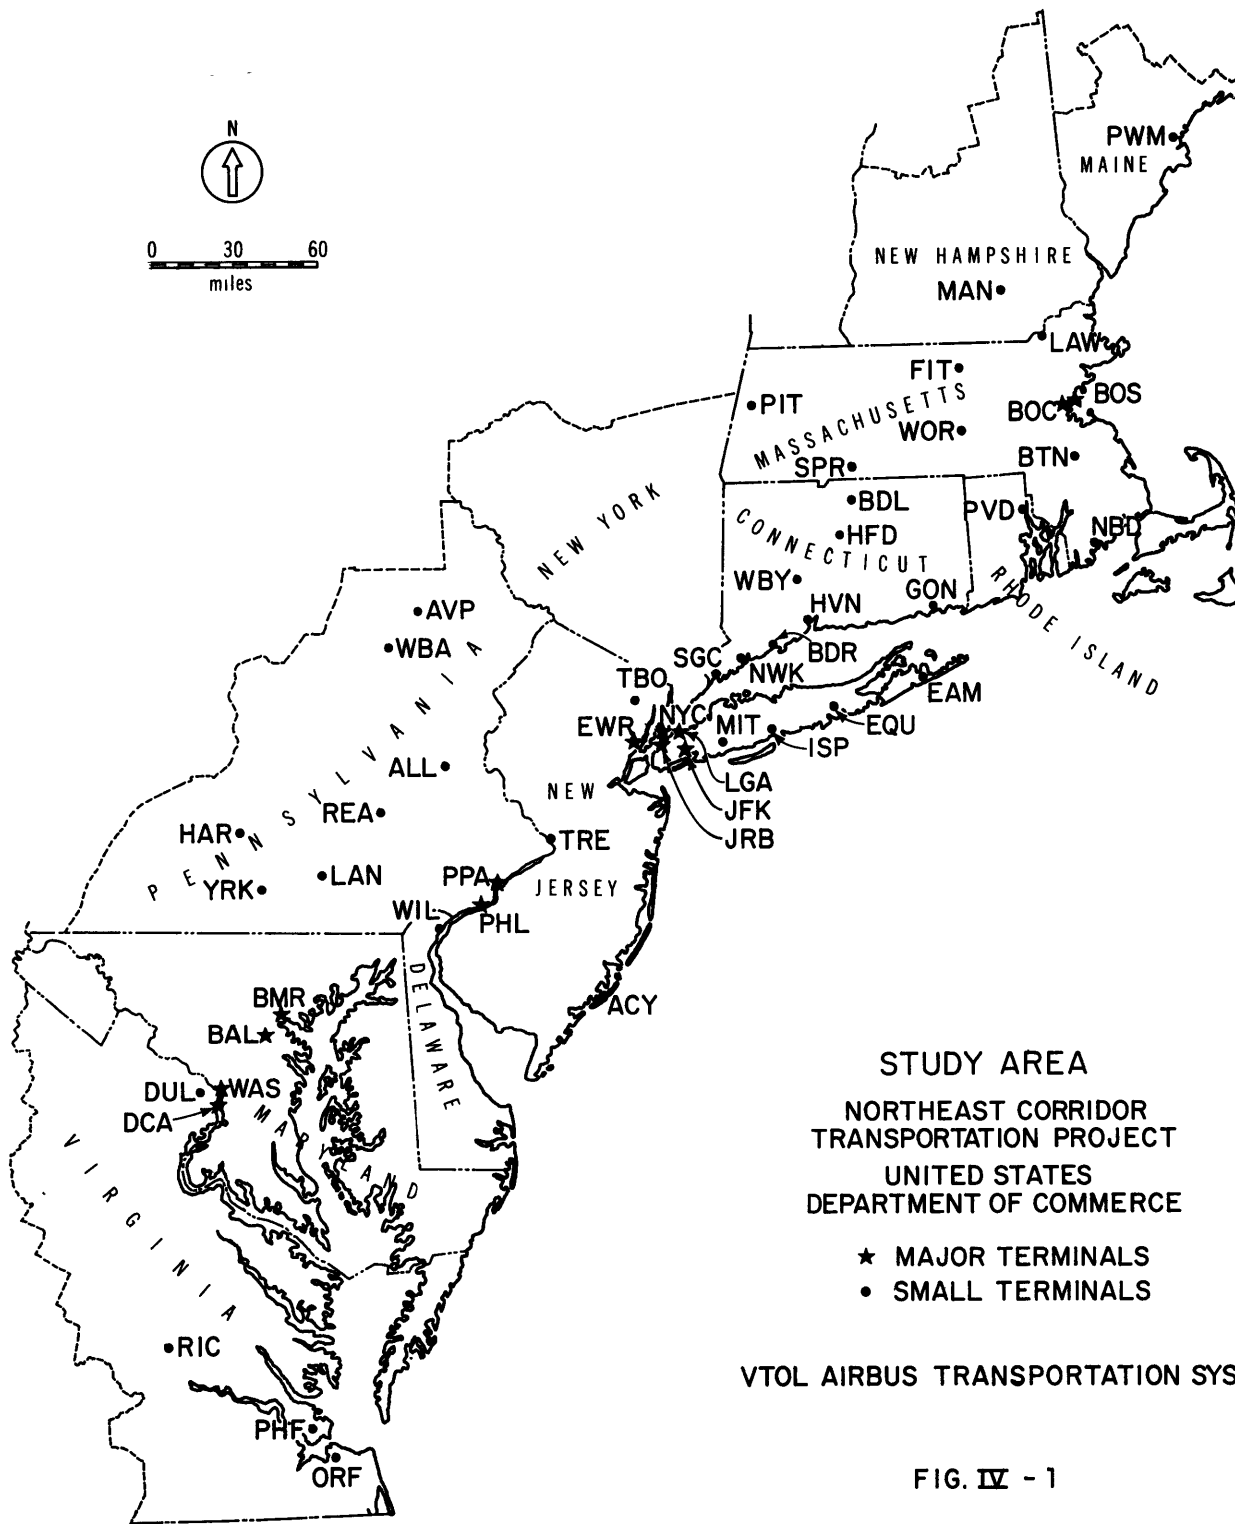 N
0 30 60
miles
PWM
MAINE
NEW HAMPSHIRE
MAN
LAW
FIT
PIT
BOS
BOC
MASSACHUSETTS
WOR
BTN
SPR
BDL
PVD
NBD
HFD
CONNECTICUT
NEW YORK
WBY
GON
HVN
RHODE ISLAND
AVP
WBA
BDR
SGC
NWK
TBO
EAM
NYC
EWR
MIT
EQU
ISP
ALL
LGA
NEW
JFK
JRB
PENNSYLVANIA
REA
HAR
TRE
LAN
PPA
YRK
JERSEY
WIL
PHL
DELAWARE
BMR
ACY
BAL
DUL
WAS
DCA
MARYLAND
VIRGINIA
RIC
PHF
ORF
STUDY AREA
NORTHEAST CORRIDOR
TRANSPORTATION PROJECT
UNITED STATES
DEPARTMENT OF COMMERCE
★ MAJOR TERMINALS
• SMALL TERMINALS
VTOL AIRBUS TRANSPORTATION SYS
FIG. IV - 1